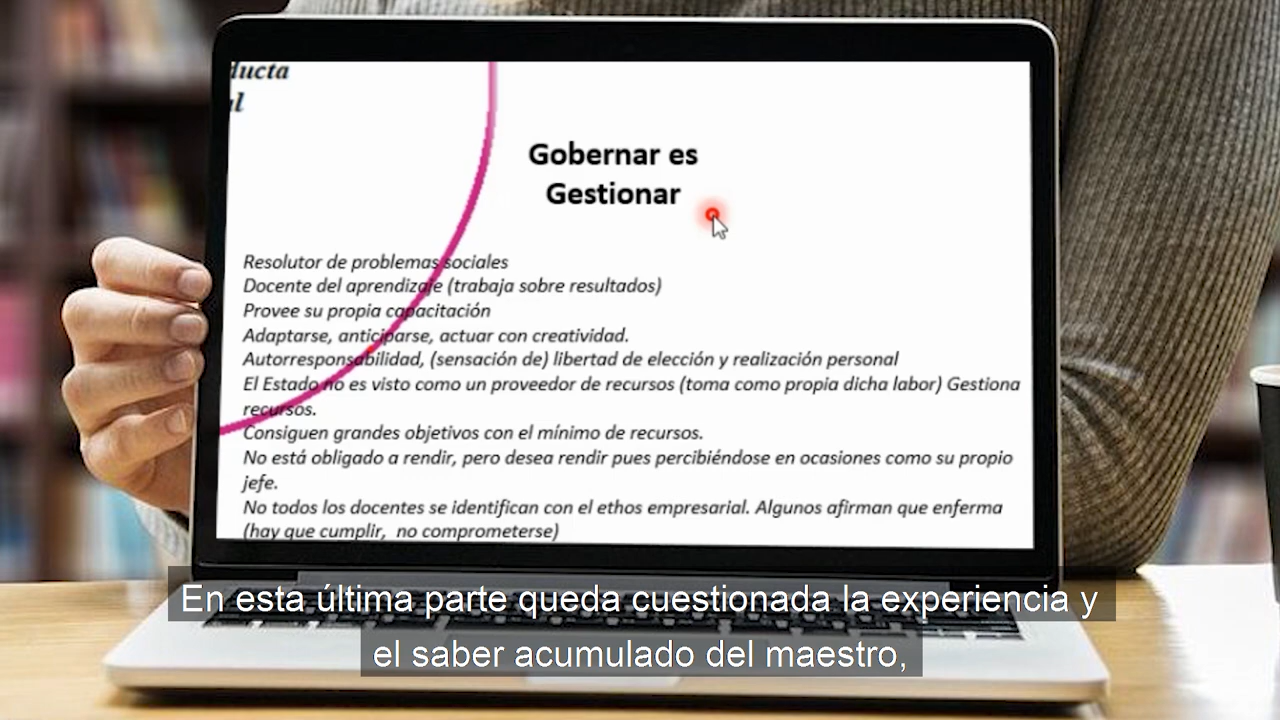 Gobernar es
Gestionar
Resolutor de problemas sociales
Docente del aprendizaje (trabaja sobre resultados)
Provee su propia capacitación
Adaptarse, anticiparse, actuar con creatividad.
Autorresponsabilidad, (sensación de) libertad de elección y realización personal
El Estado no es visto como un proveedor de recursos (toma como propia dicha labor) Gestiona
recursos.
Consiguen grandes objetivos con el mínimo de recursos.
No está obligado a rendir, pero desea rendir pues percibiéndose en ocasiones como su propio
jefe.
No todos los docentes se identifican con el ethos empresarial. Algunos afirman que enferma
(hay que cumplir, no comprometerse)
En esta última parte queda cuestionada la experiencia y
el saber acumulado del maestro,